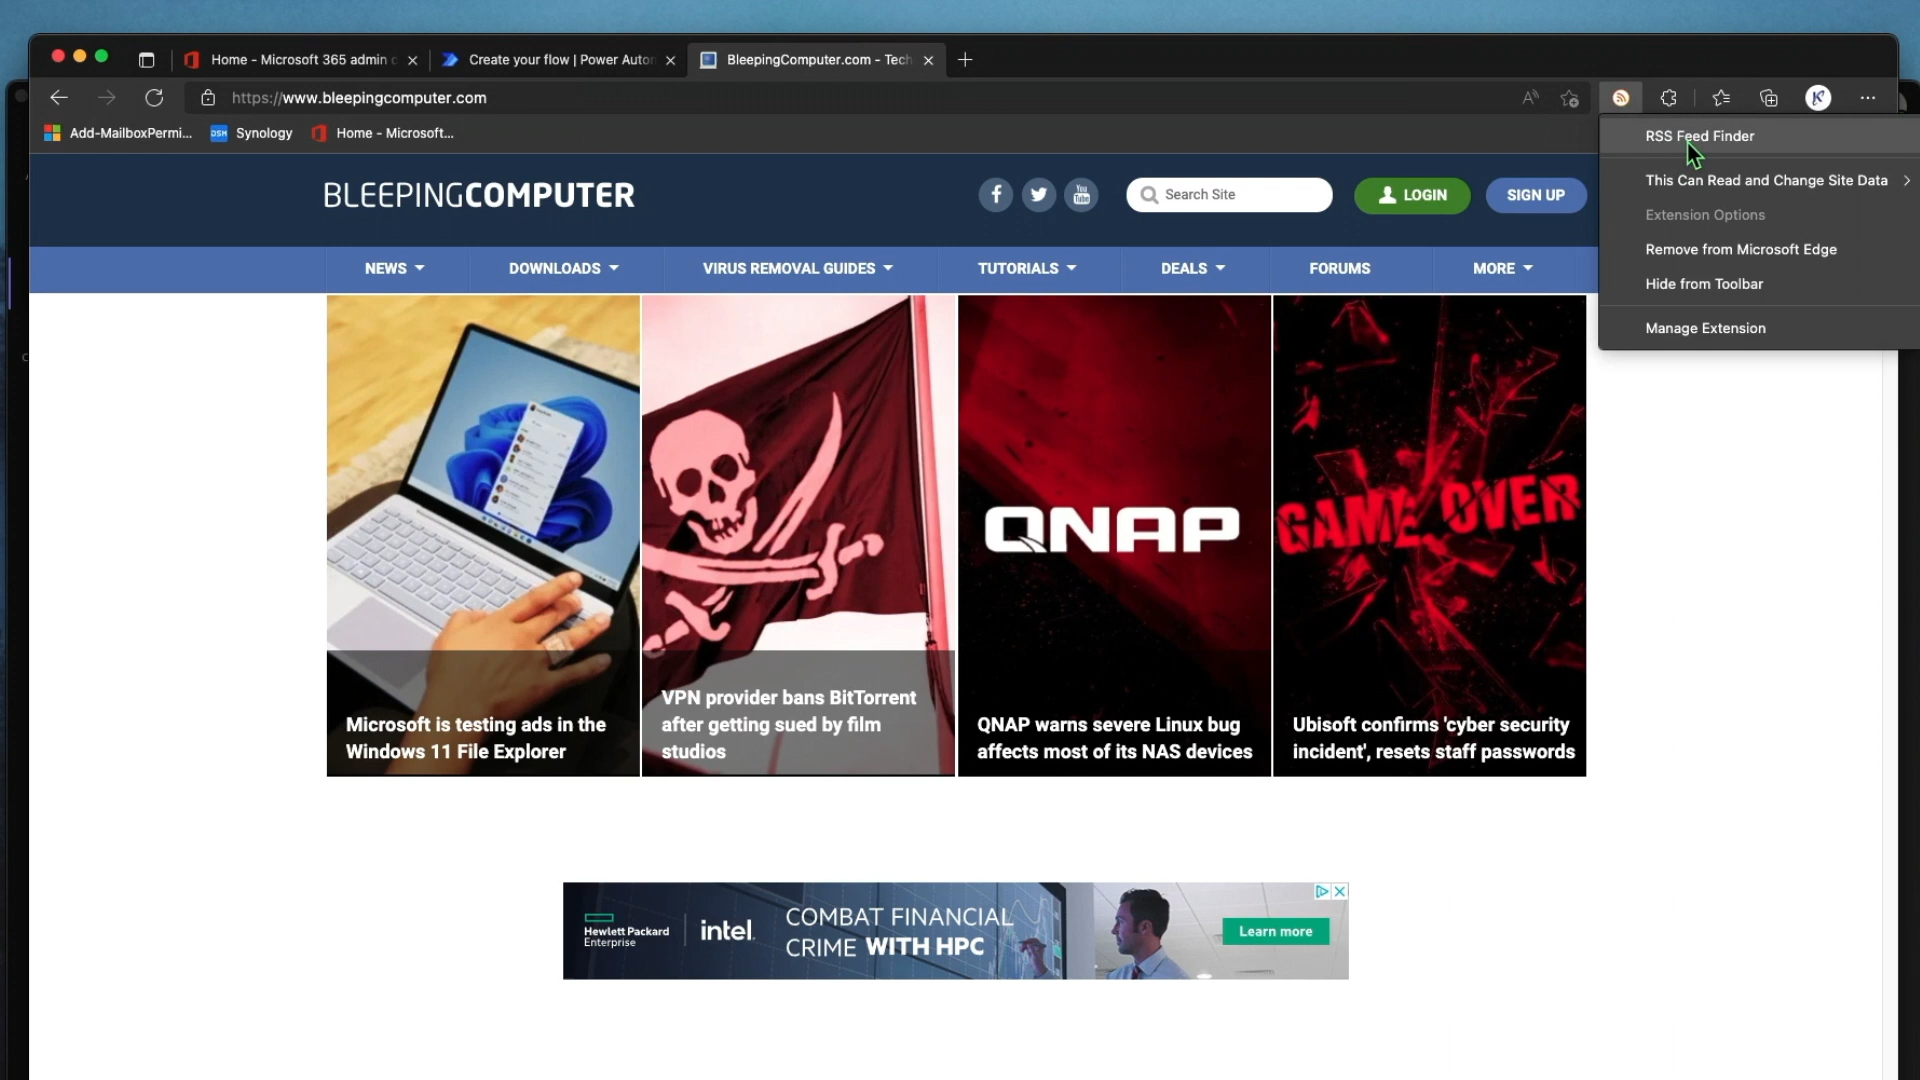 Home - Microsoft 365 admin c
Create your flow | Power Autom
BleepingComputer.com - Tech
https://www.bleepingcomputer.com
Add-MailboxPermi...
Synology
Home - Microsoft...
RSS Feed Finder
This Can Read and Change Site Data
Extension Options
Remove from Microsoft Edge
Hide from Toolbar
Manage Extension
BLEEPINGCOMPUTER
You
Tube
Search Site
LOGIN
SIGN UP
NEWS
DOWNLOADS
VIRUS REMOVAL GUIDES
TUTORIALS
DEALS
FORUMS
MORE
Microsoft is testing ads in the
Windows 11 File Explorer
VPN provider bans BitTorrent
after getting sued by film
studios
QNAP
QNAP warns severe Linux bug
affects most of its NAS devices
GAME OVER
Ubisoft confirms 'cyber security
incident', resets staff passwords
Hewlett Packard
Enterprise
intel.
COMBAT FINANCIAL
CRIME WITH HPC
Learn more